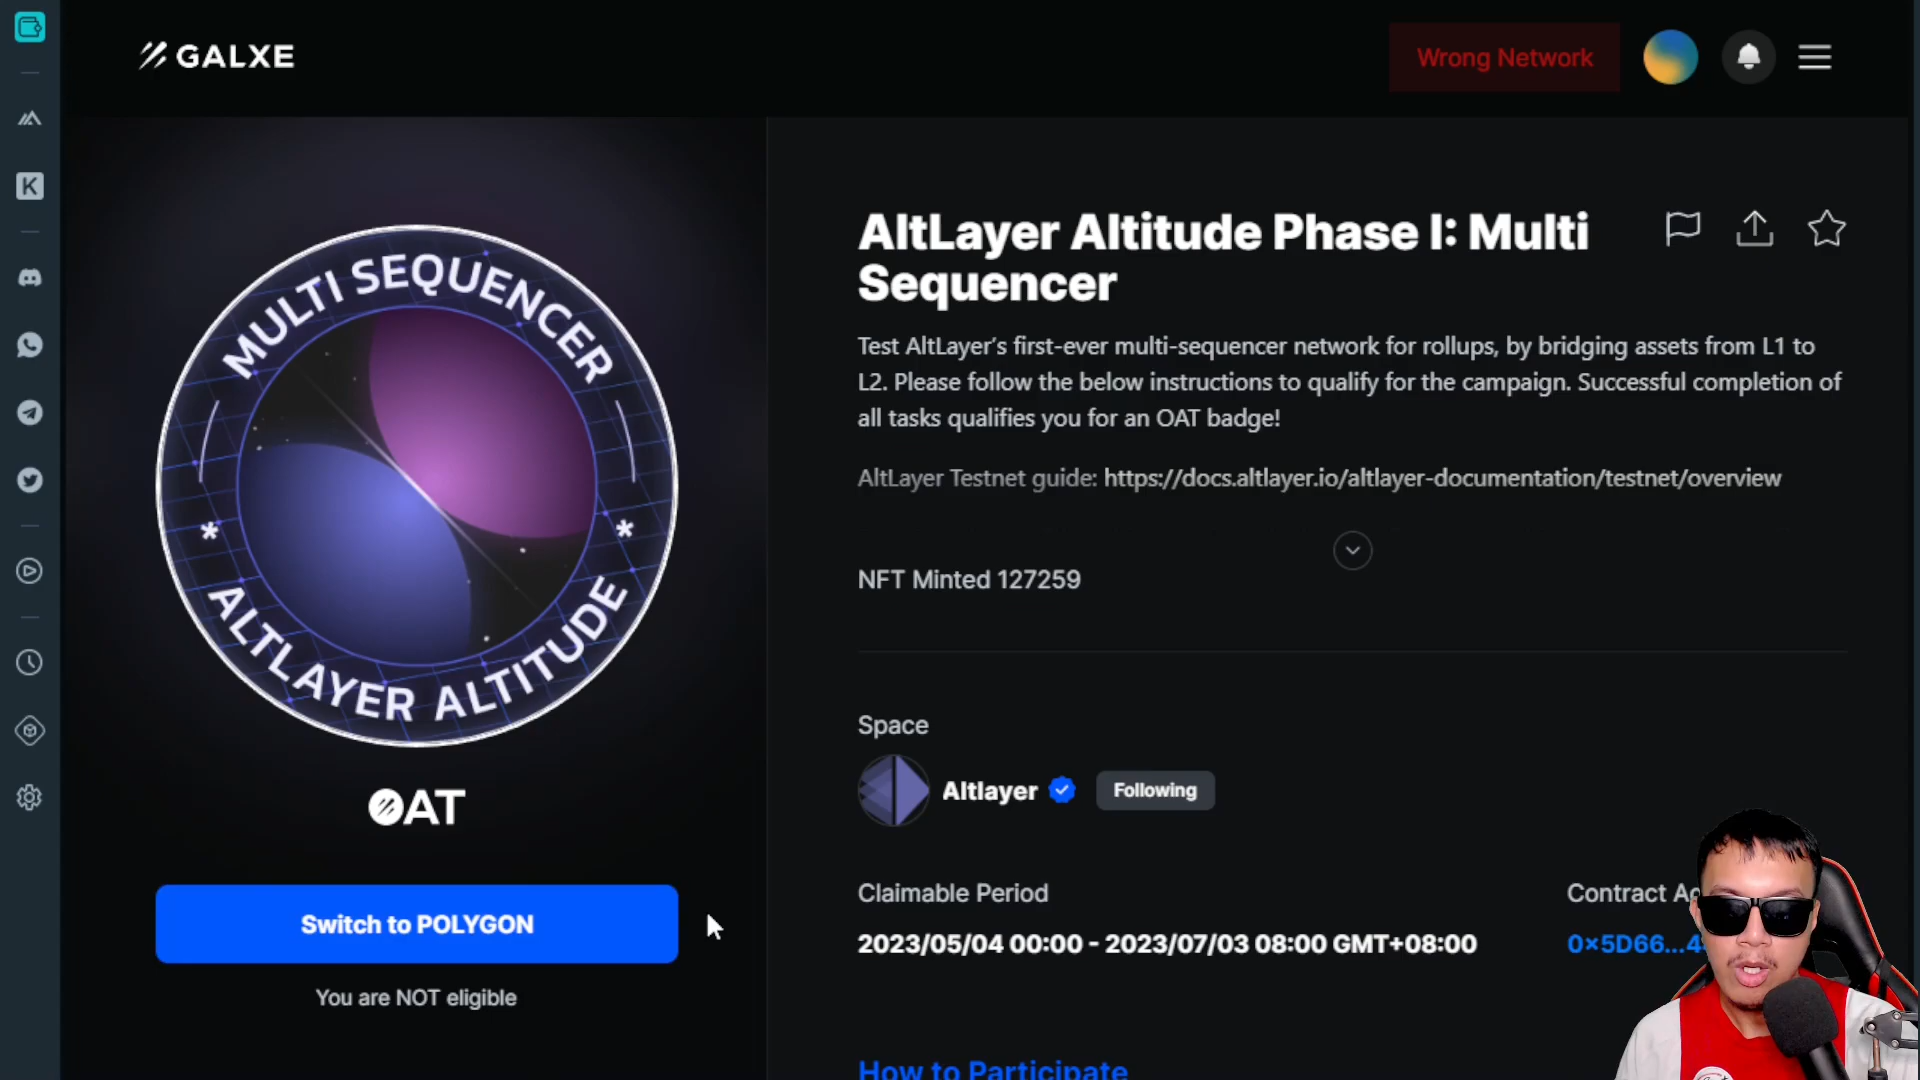 GALXE
Wrong Network
K
MULTI SEQUENCER
* *
ALTLAYER ALTITUDE
OAT
Switch to POLYGON
You are NOT eligible
AltLayer Altitude Phase I: Multi
Sequencer
Test AltLayer’s first-ever multi-sequencer network for rollups, by bridging assets from L1 to
L2. Please follow the below instructions to qualify for the campaign. Successful completion of
all tasks qualifies you for an OAT badge!
AltLayer Testnet guide: https://docs.altlayer.io/altlayer-documentation/testnet/overview
NFT Minted 127259
Space
Altlayer
Following
Claimable Period
Contract
2023/05/04 00:00 - 2023/07/03 08:00 GMT+08:00
0×5D66...4
How to Participate